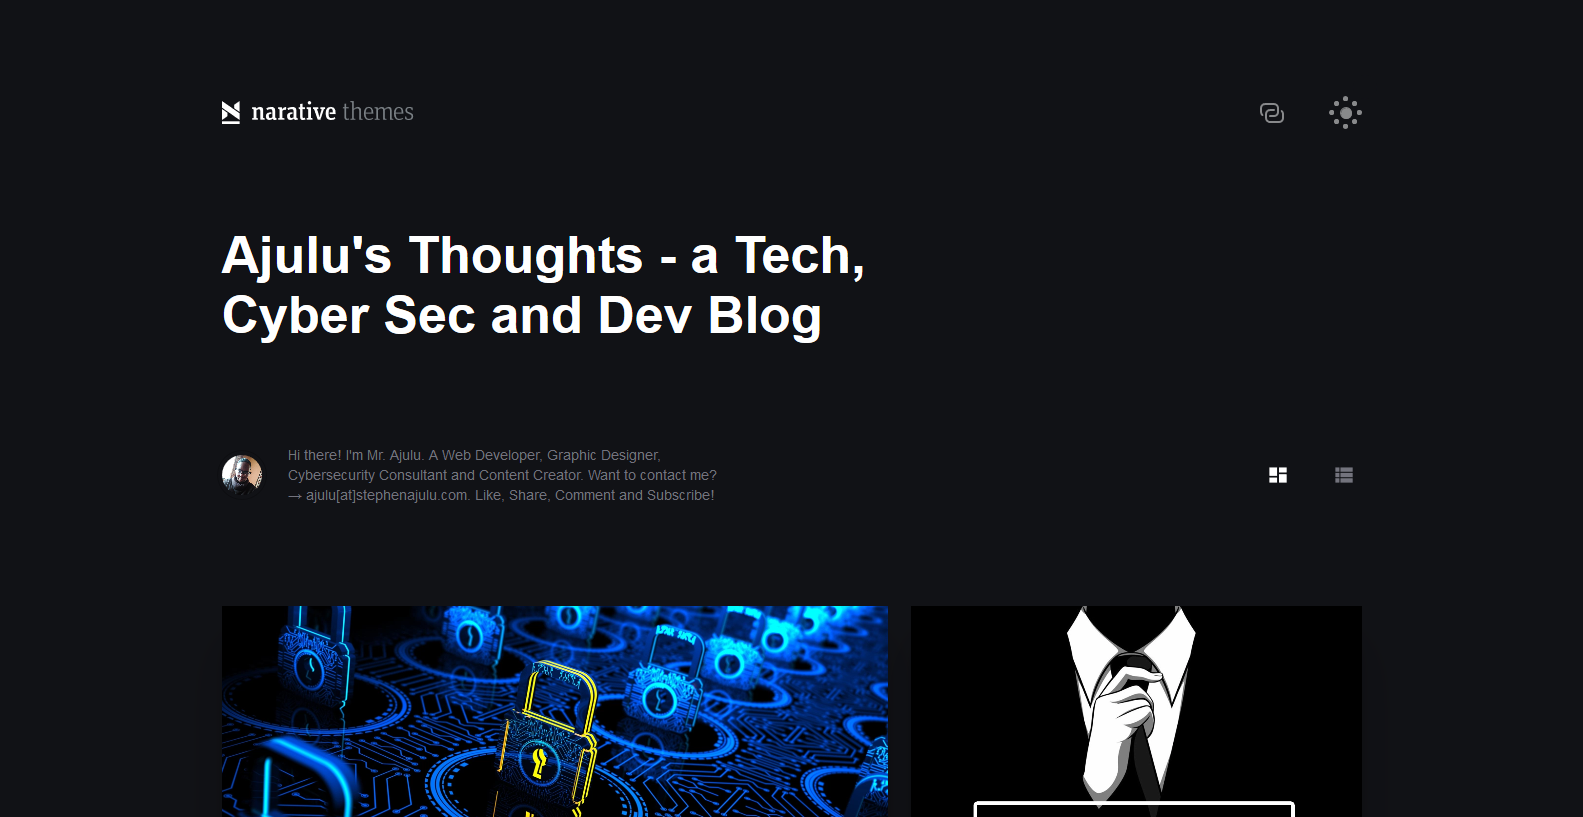 narative themes
Ajulu's Thoughts - a Tech,
Cyber Sec and Dev Blog
Hi there! I'm Mr. Ajulu. A Web Developer, Graphic Designer,
Cybersecurity Consultant and Content Creator. Want to contact me?
→ ajulu[at]stephenajulu.com. Like, Share, Comment and Subscribe!